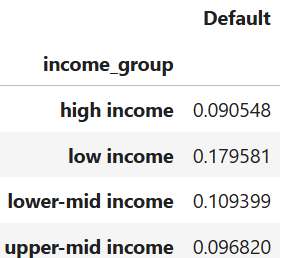 Default
income_group
high income 0.090548
low income 0.179581
lower-mid income 0.109399
upper-mid income 0.096820